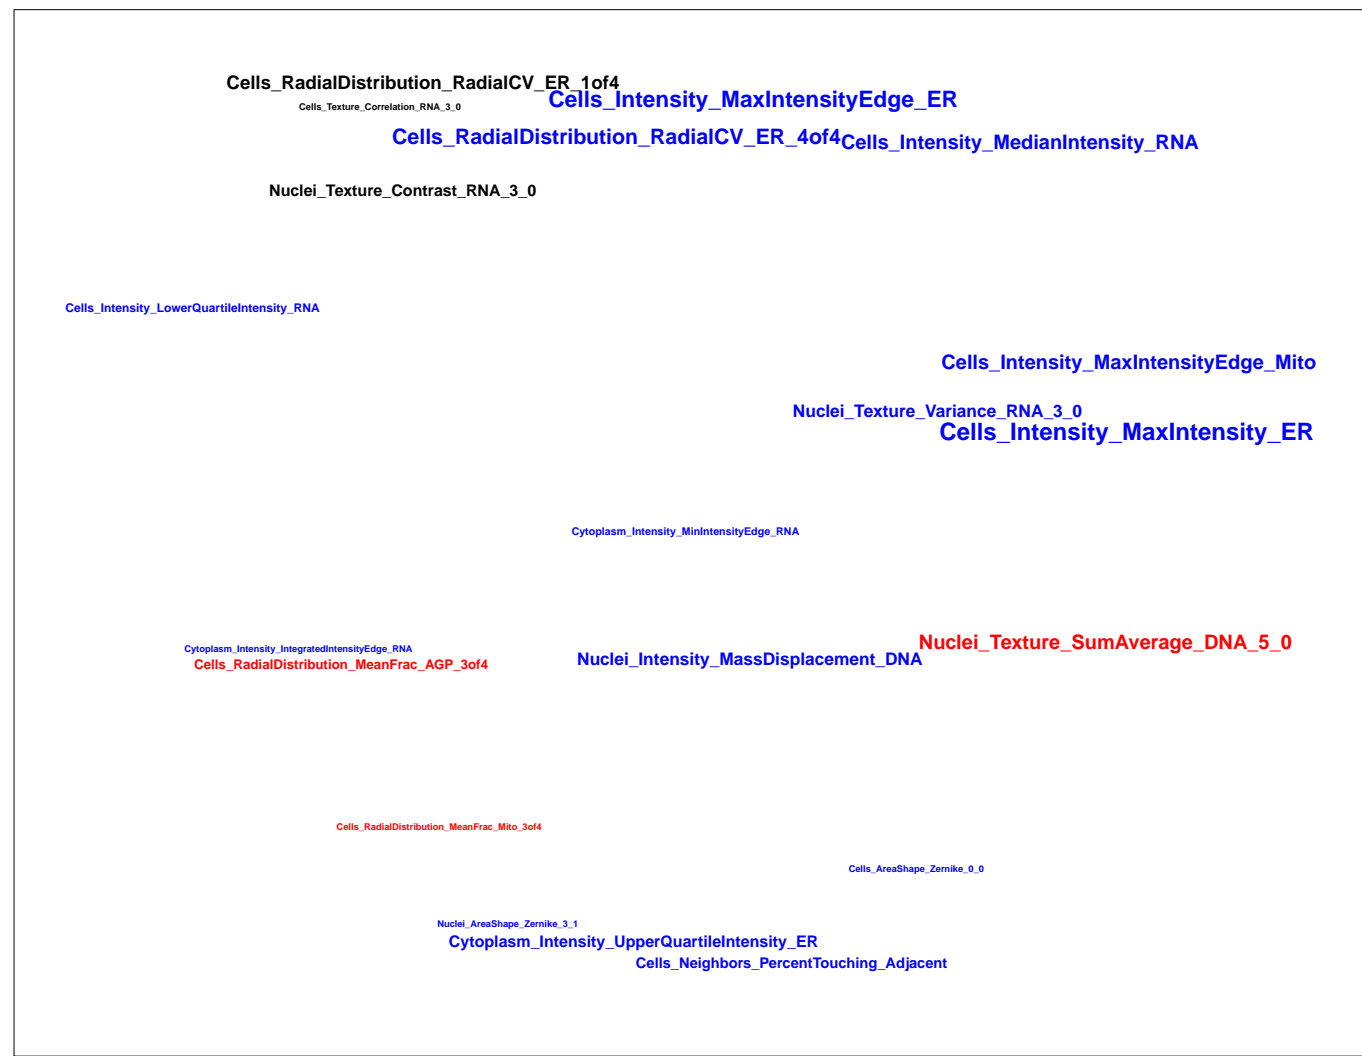 Cells_RadialDistribution_RadialCV_ER_1of4
Cells_Intensity_MaxIntensityEdge_ER
Cells_Texture_Correlation_RNA_3_0
Cells_RadialDistribution_RadialCV_ER_4of4
Cells_Intensity_MedianIntensity_RNA
Nuclei_Texture_Contrast_RNA_3_0
Cells_Intensity_LowerQuartileIntensity_RNA
Cells_Intensity_MaxIntensityEdge_Mito
Nuclei_Texture_Variance_RNA_3_0
Cells_Intensity_MaxIntensity_ER
Cytoplasm_Intensity_MinIntensityEdge_RNA
Nuclei_Texture_SumAverage_DNA_5_0
Cytoplasm_Intensity_IntegratedIntensityEdge_RNA
Nuclei_Intensity_MassDisplacement_DNA
Cells_RadialDistribution_MeanFrac_AGP_3of4
Cells_RadialDistribution_MeanFrac_Mito_3of4
Cells_AreaShape_Zernike_0_0
Nuclei_AreaShape_Zernike_3_1
Cytoplasm_Intensity_UpperQuartileIntensity_ER
Cells_Neighbors_PercentTouching_Adjacent